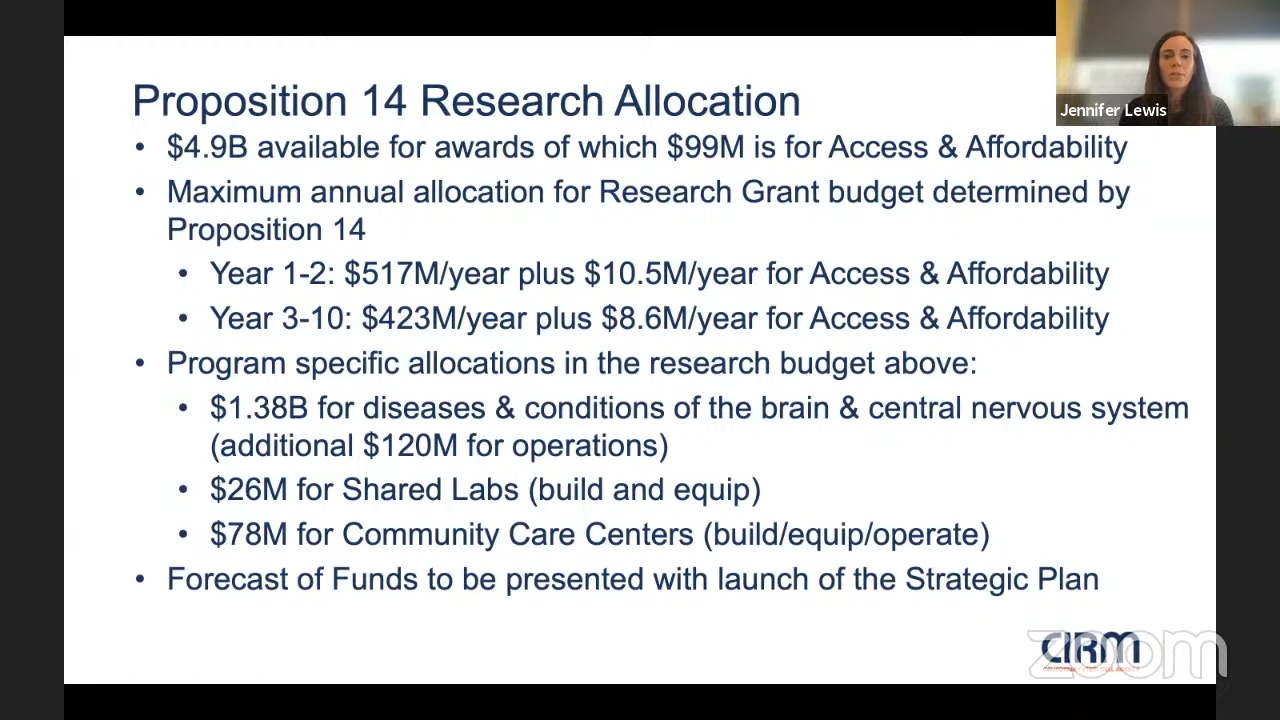 Proposition 14 Research Allocation
Jennifer Lewis
• $4.9B available for awards of which $99M is for Access & Affordability
• Maximum annual allocation for Research Grant budget determined by
Proposition 14
• Year 1-2: $517M/year plus $10.5M/year for Access & Affordability
• Year 3-10: $423M/year plus $8.6M/year for Access & Affordability
• Program specific allocations in the research budget above:
• $1.38B for diseases & conditions of the brain & central nervous system
(additional $120M for operations)
• $26M for Shared Labs (build and equip)
• $78M for Community Care Centers (build/equip/operate)
• Forecast of Funds to be presented with launch of the Strategic Plan
CIRM
zoom